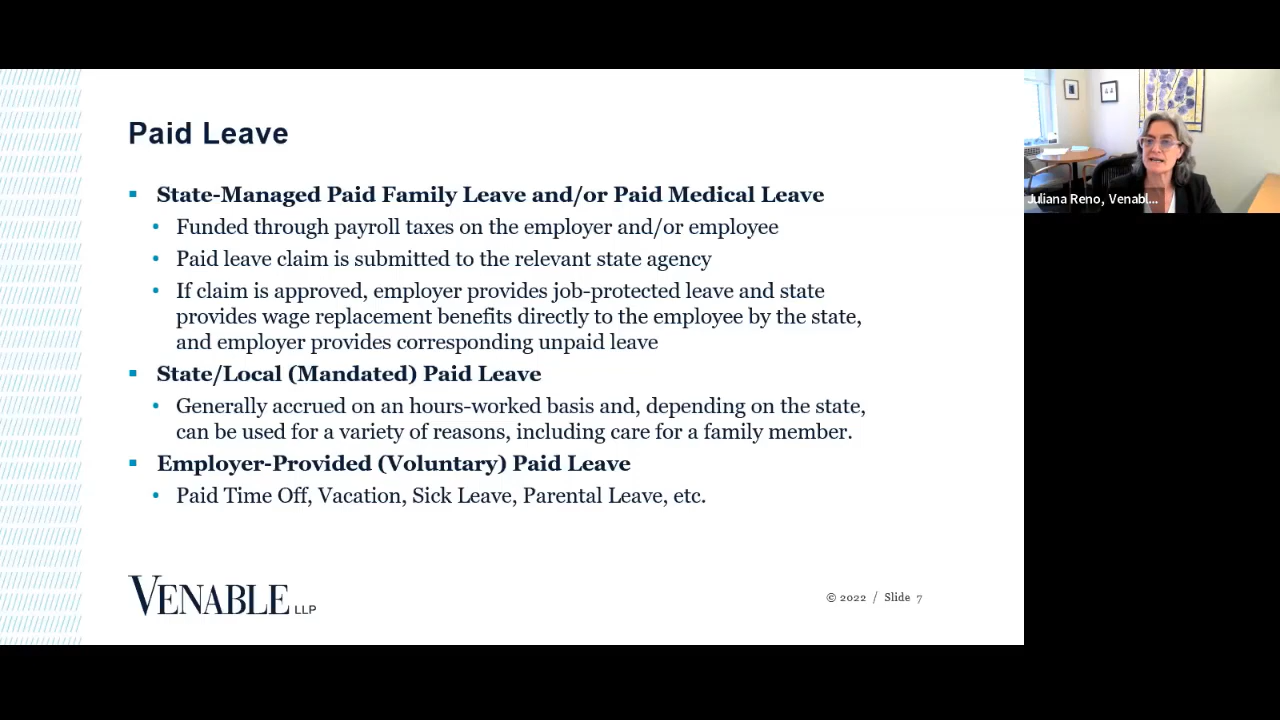 Paid Leave
State-Managed Paid Family Leave and/or Paid Medical Leave
Funded through payroll taxes on the employer and/or employee
Paid leave claim is submitted to the relevant state agency
If claim is approved, employer provides job-protected leave and state
provides wage replacement benefits directly to the employee by the state,
and employer provides corresponding unpaid leave
State/Local (Mandated) Paid Leave
Generally accrued on an hours-worked basis and, depending on the state,
can be used for a variety of reasons, including care for a family member.
Employer-Provided (Voluntary) Paid Leave
Paid Time Off, Vacation, Sick Leave, Parental Leave, etc.
VENABLE LLP
© 2022 / Slide 7
Juliana Reno, Venabl...